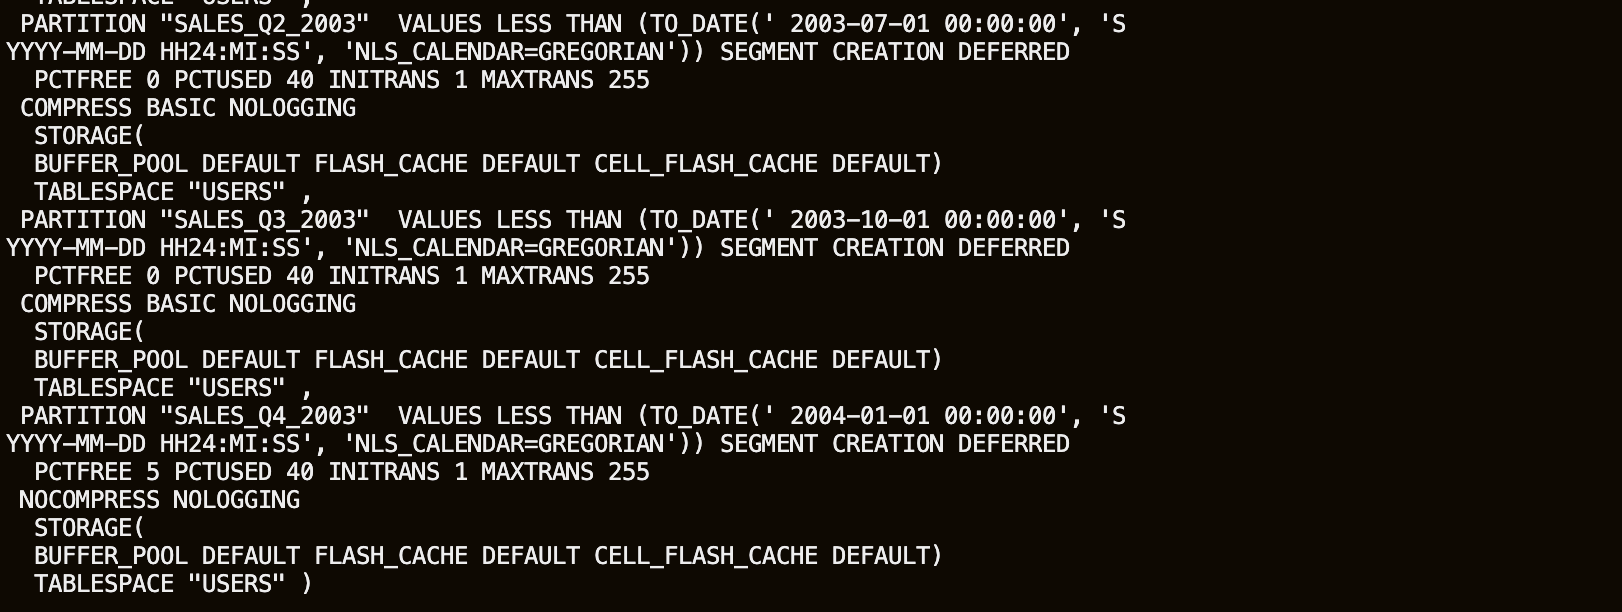 TABLESPACE "USERS" ,
PARTITION "SALES_Q2_2003"  VALUES LESS THAN (TO_DATE(' 2003-07-01 00:00:00', 'S
YYYY-MM-DD HH24:MI:SS', 'NLS_CALENDAR=GREGORIAN')) SEGMENT CREATION DEFERRED
PCTFREE 0 PCTUSED 40 INITRANS 1 MAXTRANS 255
COMPRESS BASIC NOLOGGING
STORAGE(
BUFFER_POOL DEFAULT FLASH_CACHE DEFAULT CELL_FLASH_CACHE DEFAULT)
TABLESPACE "USERS" ,
PARTITION "SALES_Q3_2003"  VALUES LESS THAN (TO_DATE(' 2003-10-01 00:00:00', 'S
YYYY-MM-DD HH24:MI:SS', 'NLS_CALENDAR=GREGORIAN')) SEGMENT CREATION DEFERRED
PCTFREE 0 PCTUSED 40 INITRANS 1 MAXTRANS 255
COMPRESS BASIC NOLOGGING
STORAGE(
BUFFER_POOL DEFAULT FLASH_CACHE DEFAULT CELL_FLASH_CACHE DEFAULT)
TABLESPACE "USERS" ,
PARTITION "SALES_Q4_2003"  VALUES LESS THAN (TO_DATE(' 2004-01-01 00:00:00', 'S
YYYY-MM-DD HH24:MI:SS', 'NLS_CALENDAR=GREGORIAN')) SEGMENT CREATION DEFERRED
PCTFREE 5 PCTUSED 40 INITRANS 1 MAXTRANS 255
NOCOMPRESS NOLOGGING
STORAGE(
BUFFER_POOL DEFAULT FLASH_CACHE DEFAULT CELL_FLASH_CACHE DEFAULT)
TABLESPACE "USERS" )